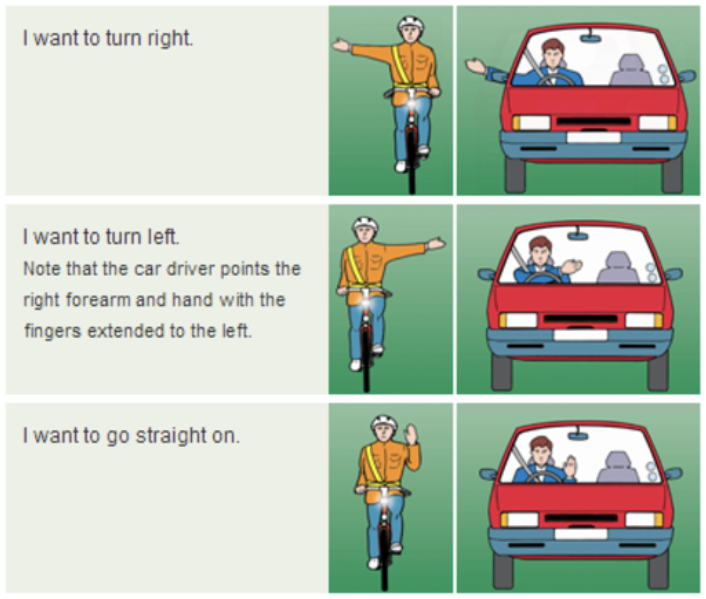 I want to turn right.
I want to turn left.
Note that the car driver points the
right forearm and hand with the
fingers extended to the left.
I want to go straight on.